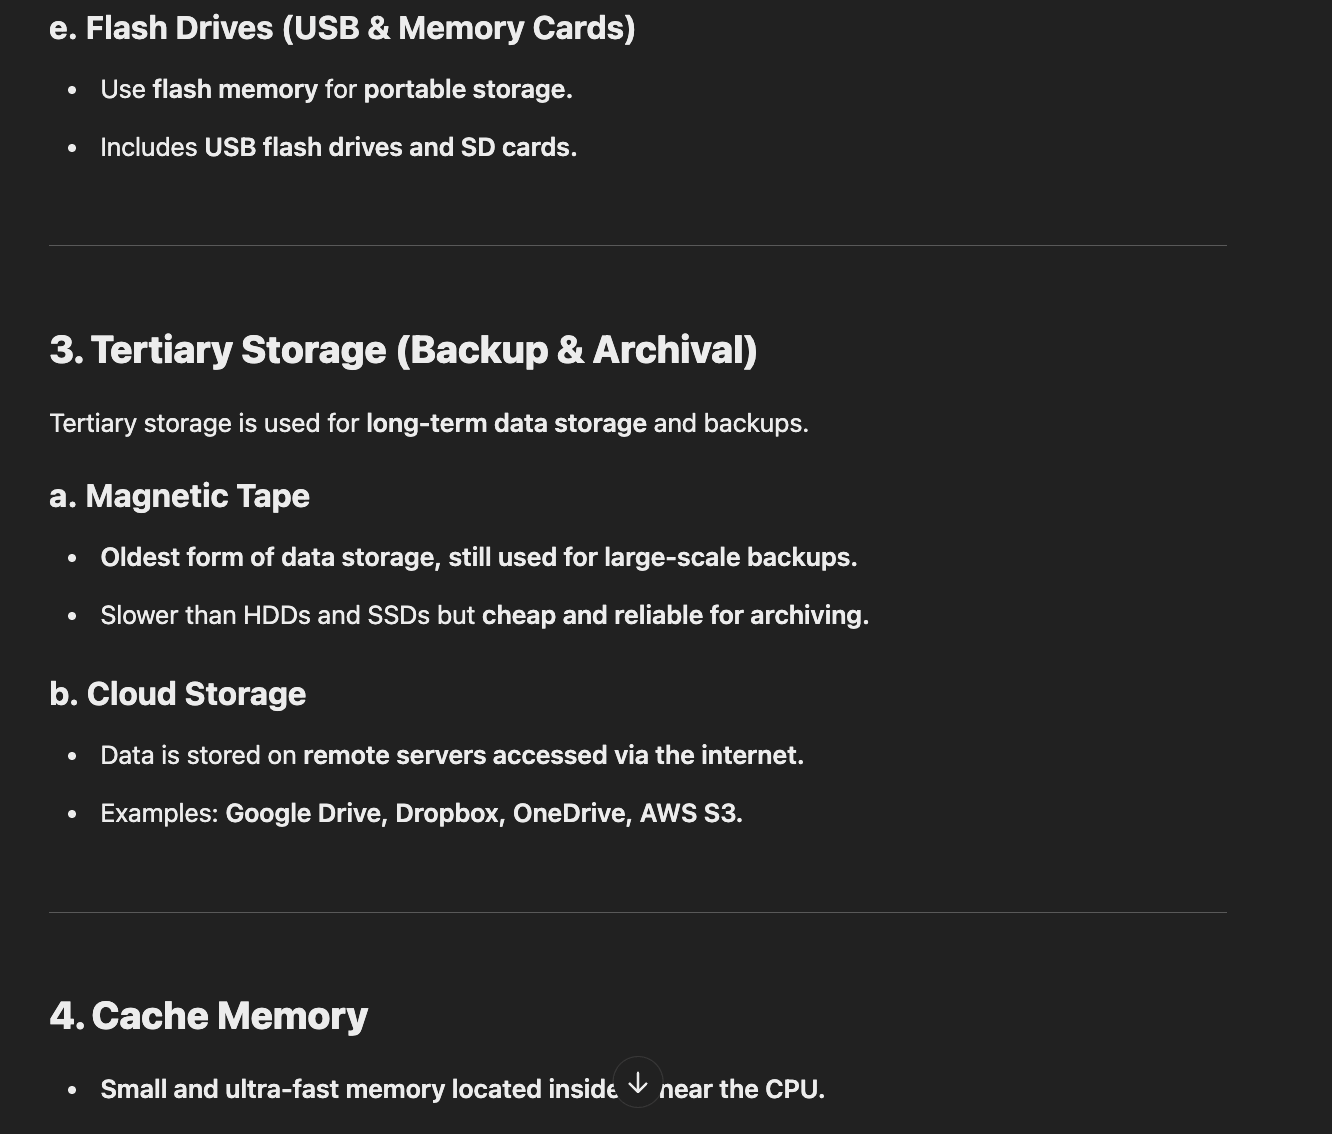 e. Flash Drives (USB & Memory Cards)
• Use flash memory for portable storage.
• Includes USB flash drives and SD cards.
3. Tertiary Storage (Backup & Archival)
Tertiary storage is used for long-term data storage and backups.
a. Magnetic Tape
• Oldest form of data storage, still used for large-scale backups.
• Slower than HDDs and SSDs but cheap and reliable for archiving.
b. Cloud Storage
• Data is stored on remote servers accessed via the internet.
• Examples: Google Drive, Dropbox, OneDrive, AWS S3.
4. Cache Memory
• Small and ultra-fast memory located inside near the CPU.